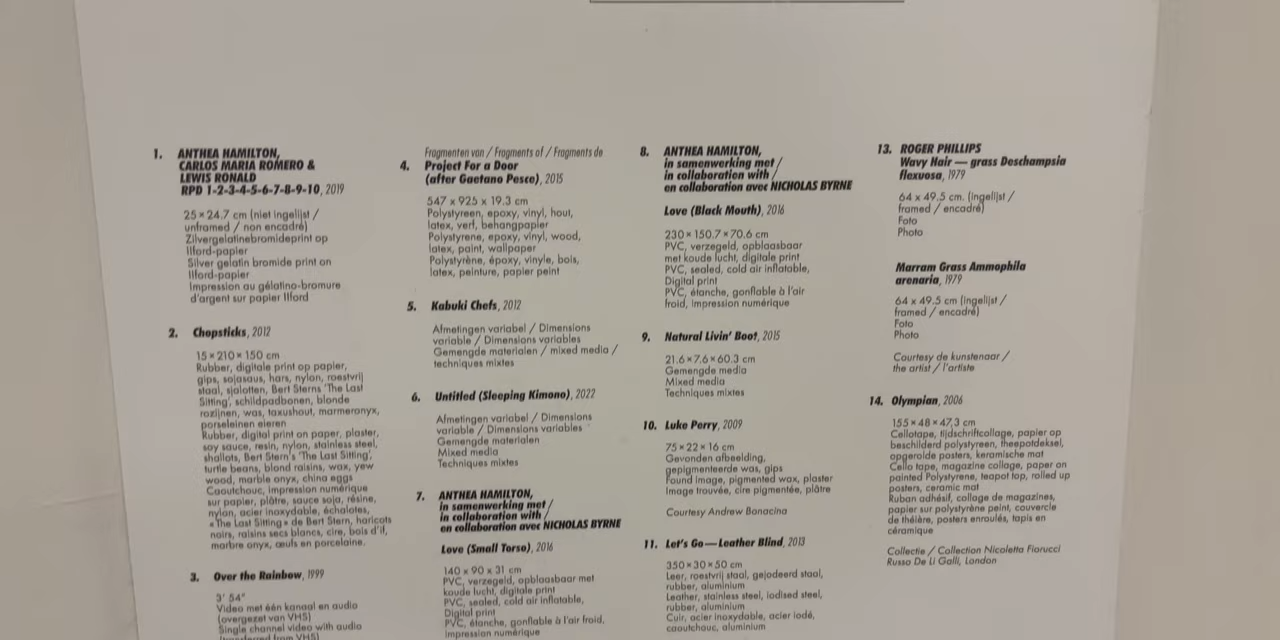 1. ANTHEA HAMILTON,
CARLOS MARIA ROMERO &
LEWIS RONALD
RPD 1-2-3-4-5-6-7-8-9-10, 2019
25 × 24.7 cm (niet ingelijst /
unframed / non encadré)
Zilvergelatinebromideprint op
Ilford-papier
Silver gelatin bromide print on
Ilford-papier
Impression au gélatino-bromure
d'argent sur papier Ilford
2. Chopsticks, 2012
15 × 210 × 150 cm
Rubber, digitale print op papier,
gips, sojasaus, hars, nylon, roestvrij
staal, sjalotten, Bert Sterns 'The Last
Sitting', schildpadbonen, blonde
rozijnen, was, taxushout, marmeronyx,
porseleinen eieren
Rubber, digital print on paper, plaster,
soy sauce, resin, nylon, stainless steel,
shallots, Bert Stern's 'The Last Sitting',
turtle beans, blond raisins, wax, yew
wood, marble onyx, china eggs
Caoutchouc, impression numérique
sur papier, plâtre, sauce soja, résine,
nylon, acier inoxydable, échalotes,
« The Last Sitting » de Bert Stern, haricots
noirs, raisins secs blancs, cire, bois d'if,
marbre onyx, œufs en porcelaine.
3. Over the Rainbow, 1999
3' 54"
Video met één kanaal en audio
(overgezet van VHS)
Single channel video with audio
(transferred from VHS)
Fragmenten van / Fragments of / Fragments de
4. Project For a Door
(after Gaetano Pesce), 2015
547 × 925 × 19.3 cm
Polystyreen, epoxy, vinyl, hout,
latex, verf, behangpapier
Polystyrene, epoxy, vinyl, wood,
latex, paint, wallpaper
Polystyrène, époxy, vinyle, bois,
latex, peinture, papier peint
5. Kabuki Chefs, 2012
Afmetingen variabel / Dimensions
variable / Dimensions variables
Gemengde materialen / mixed media /
techniques mixtes
6. Untitled (Sleeping Kimono), 2022
Afmetingen variabel / Dimensions
variable / Dimensions variables
Gemengde materialen
Mixed media
Techniques mixtes
7. ANTHEA HAMILTON,
in samenwerking met /
in collaboration with /
en collaboration avec NICHOLAS BYRNE
Love (Small Torso), 2016
140 × 90 × 31 cm
PVC, verzegeld, opblaasbaar met
koude lucht, digitale print
PVC, sealed, cold air inflatable,
Digital print
PVC, étanche, gonflable à l'air froid,
impression numérique
8. ANTHEA HAMILTON,
in samenwerking met /
in collaboration with /
en collaboration avec NICHOLAS BYRNE
Love (Black Mouth), 2016
230 × 150.7 × 70.6 cm
PVC, verzegeld, opblaasbaar
met koude lucht, digitale print
PVC, sealed, cold air inflatable,
Digital print
PVC, étanche, gonflable à l'air
froid, impression numérique
9. Natural Livin' Boot, 2015
21.6 × 7.6 × 60.3 cm
Gemengde media
Mixed media
Techniques mixtes
10. Luke Perry, 2009
75 × 22 × 16 cm
Gevonden afbeelding,
gepigmenteerde was, gips
Found image, pigmented wax, plaster
Image trouvée, cire pigmentée, plâtre
Courtesy Andrew Bonacina
11. Let's Go — Leather Blind, 2013
350 × 30 × 50 cm
Leer, roestvrij staal, gejodeerd staal,
rubber, aluminium
Leather, stainless steel, iodised steel,
rubber, aluminium
Cuir, acier inoxydable, acier iodé,
caoutchouc, aluminium
13. ROGER PHILLIPS
Wavy Hair — grass Deschampsia
flexuosa, 1979
64 × 49.5 cm. (ingelijst /
framed / encadré)
Foto
Photo
Marram Grass Ammophila
arenaria, 1979
64 × 49.5 cm (ingelijst /
framed / encadré)
Foto
Photo
Courtesy de kunstenaar /
the artist / l'artiste
14. Olympian, 2006
155 × 48 × 47,3 cm
Cellotape, tijdschriftcollage, papier op
beschilderd polystyreen, theepotdeksel,
opgerolde posters, keramische mat
Cello tape, magazine collage, paper on
painted Polystyrene, teapot top, rolled up
posters, ceramic mat
Ruban adhésif, collage de magazines,
papier sur polystyrène peint, couvercle
de théière, posters enroulés, tapis en
céramique
Collectie / Collection Nicoletta Fiorucci
Russo De Li Galli, London